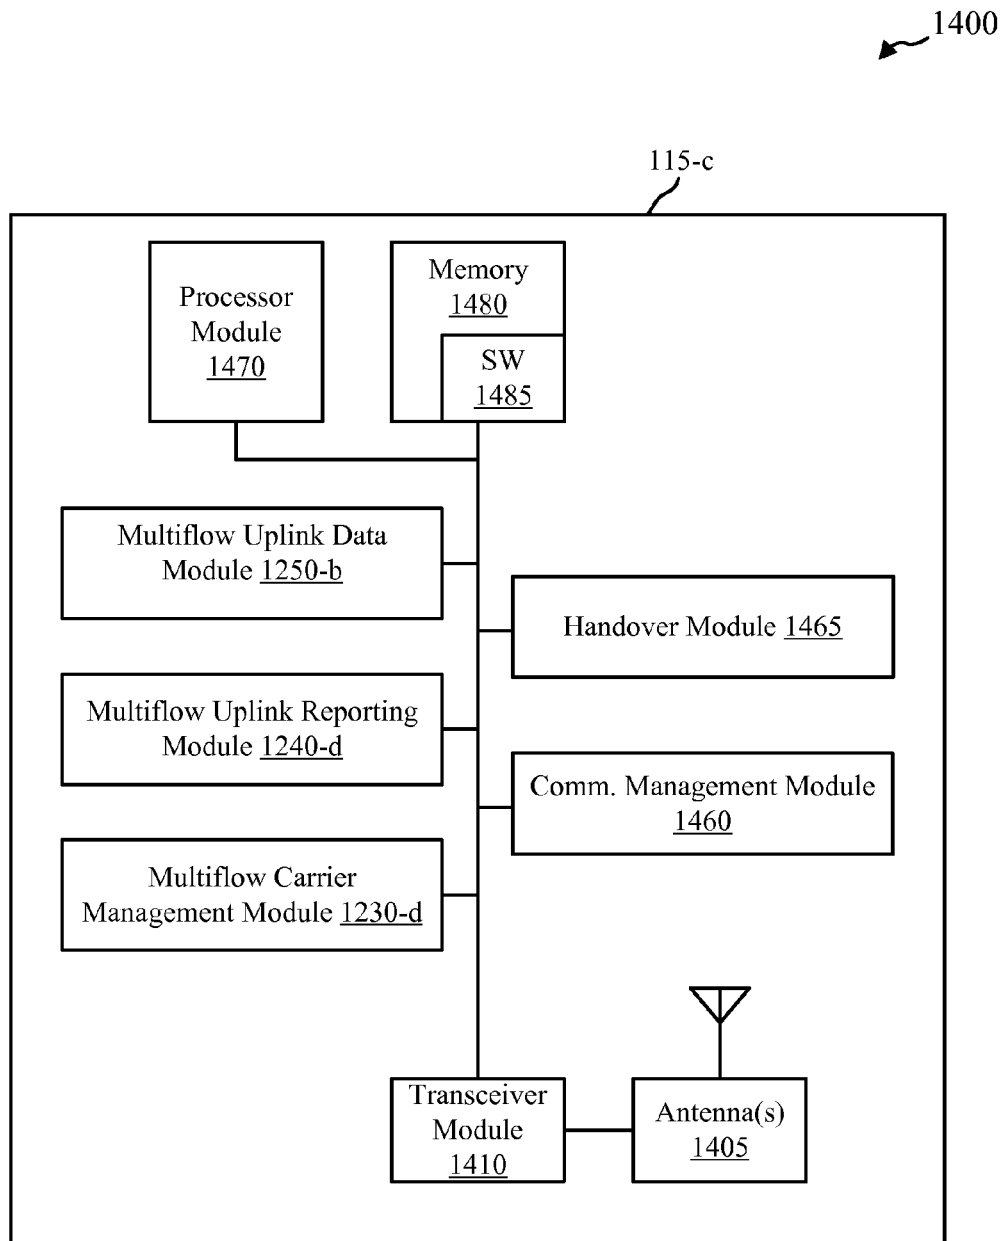 1400
115-c
Processor
Module
1470
Memory
1480
SW
1485
Multiflow Uplink Data
Module 1250-b
Handover Module 1465
Multiflow Uplink Reporting
Module 1240-d
Comm. Management Module
1460
Multiflow Carrier
Management Module 1230-d
Transceiver
Module
1410
Antenna(s)
1405